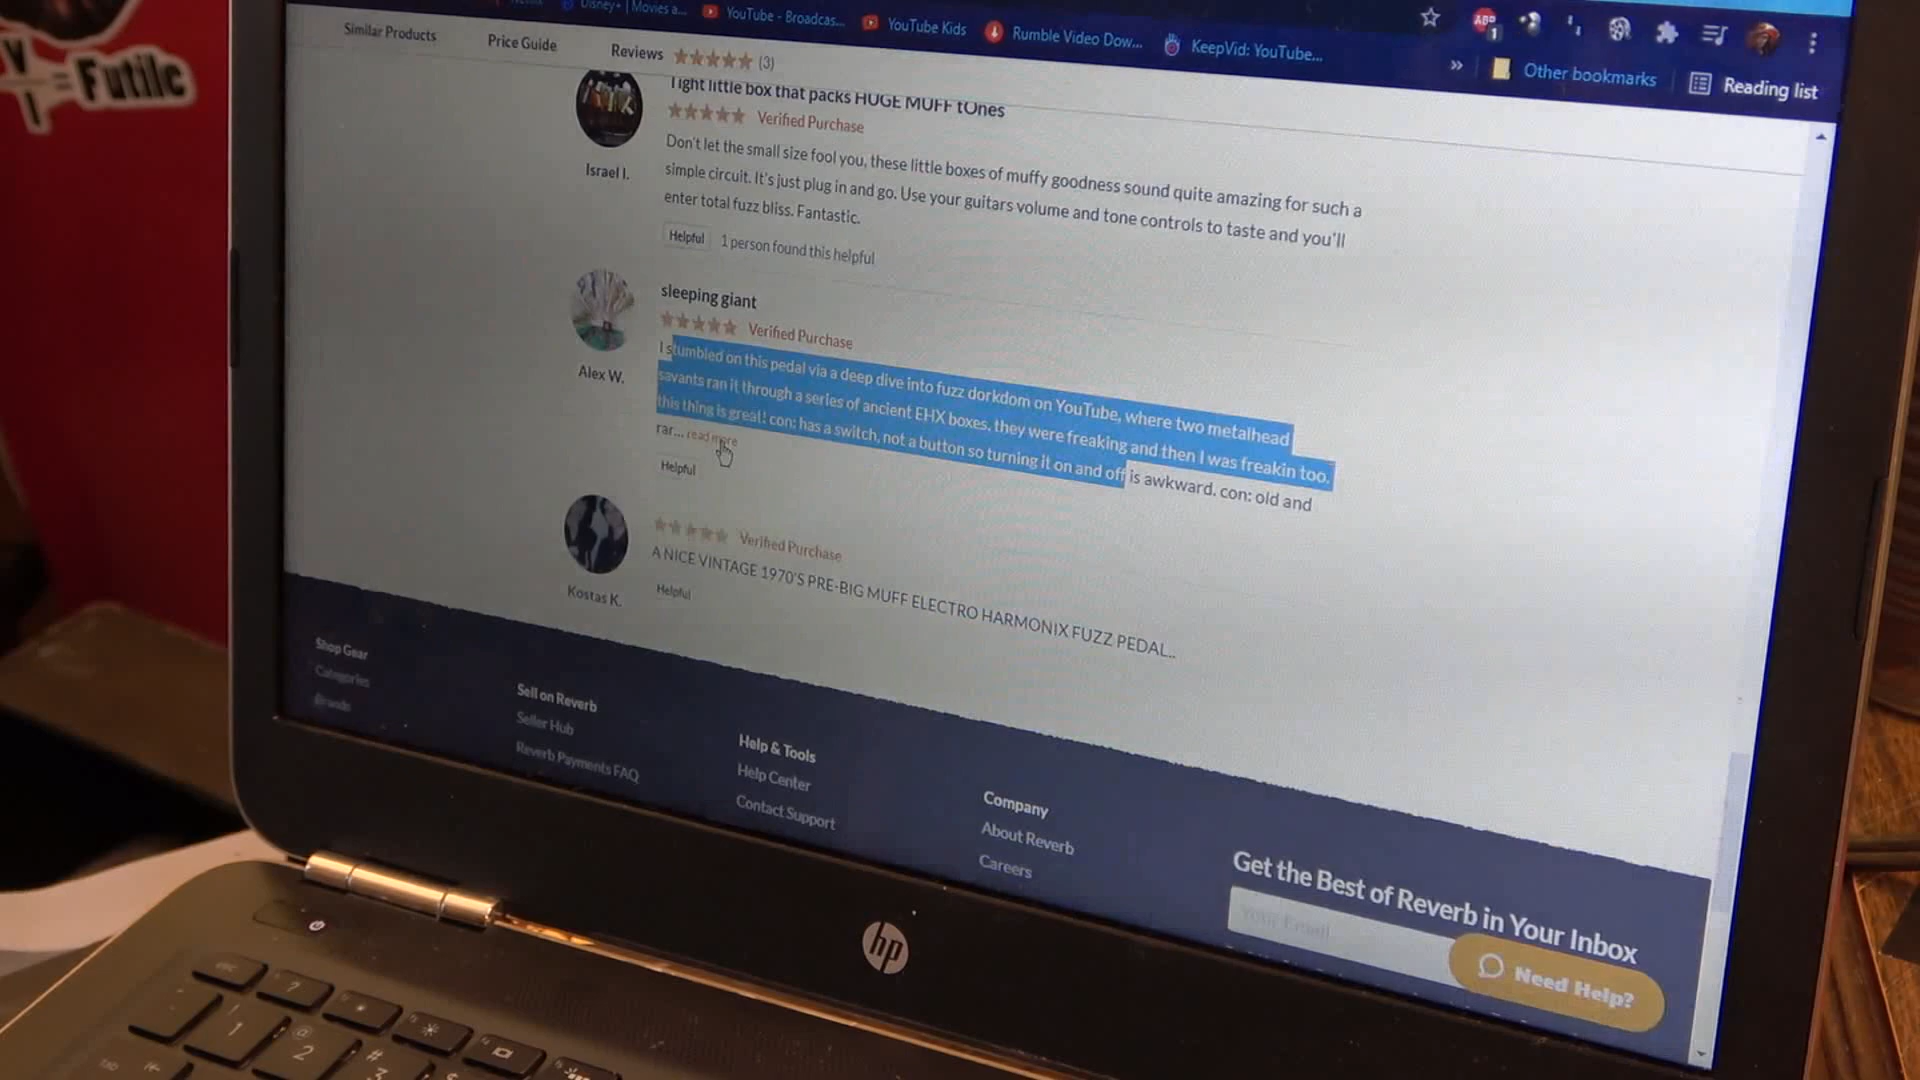 V
I = Futile
Disney+ | Movies a...
YouTube - Broadcas...
YouTube Kids
Rumble Video Dow...
KeepVid: YouTube...
ABP
1
»
Other bookmarks
Reading list
Similar Products
Price Guide
Reviews ★★★★★ (3)
Tight little box that packs HUGE MUFF tOnes
★★★★★ Verified Purchase
Israel I.
Don't let the small size fool you, these little boxes of muffy goodness sound quite amazing for such a
simple circuit. It's just plug in and go. Use your guitars volume and tone controls to taste and you'll
enter total fuzz bliss. Fantastic.
Helpful 1 person found this helpful
sleeping giant
★★★★★ Verified Purchase
Alex W.
I stumbled on this pedal via a deep dive into fuzz dorkdom on YouTube, where two metalhead
savants ran it through a series of ancient EHX boxes. they were freaking and then I was freakin too.
this thing is great! con: has a switch, not a button so turning it on and off is awkward. con: old and
rar... read more
Helpful
★★★★★ Verified Purchase
Kostas K.
A NICE VINTAGE 1970'S PRE-BIG MUFF ELECTRO HARMONIX FUZZ PEDAL..
Helpful
Shop Gear
Categories
Brands
Sell on Reverb
Seller Hub
Reverb Payments FAQ
Help & Tools
Help Center
Contact Support
Company
About Reverb
Careers
Get the Best of Reverb in Your Inbox
Your Email
Need Help?
hp
esc
?
1
@
2
#
3